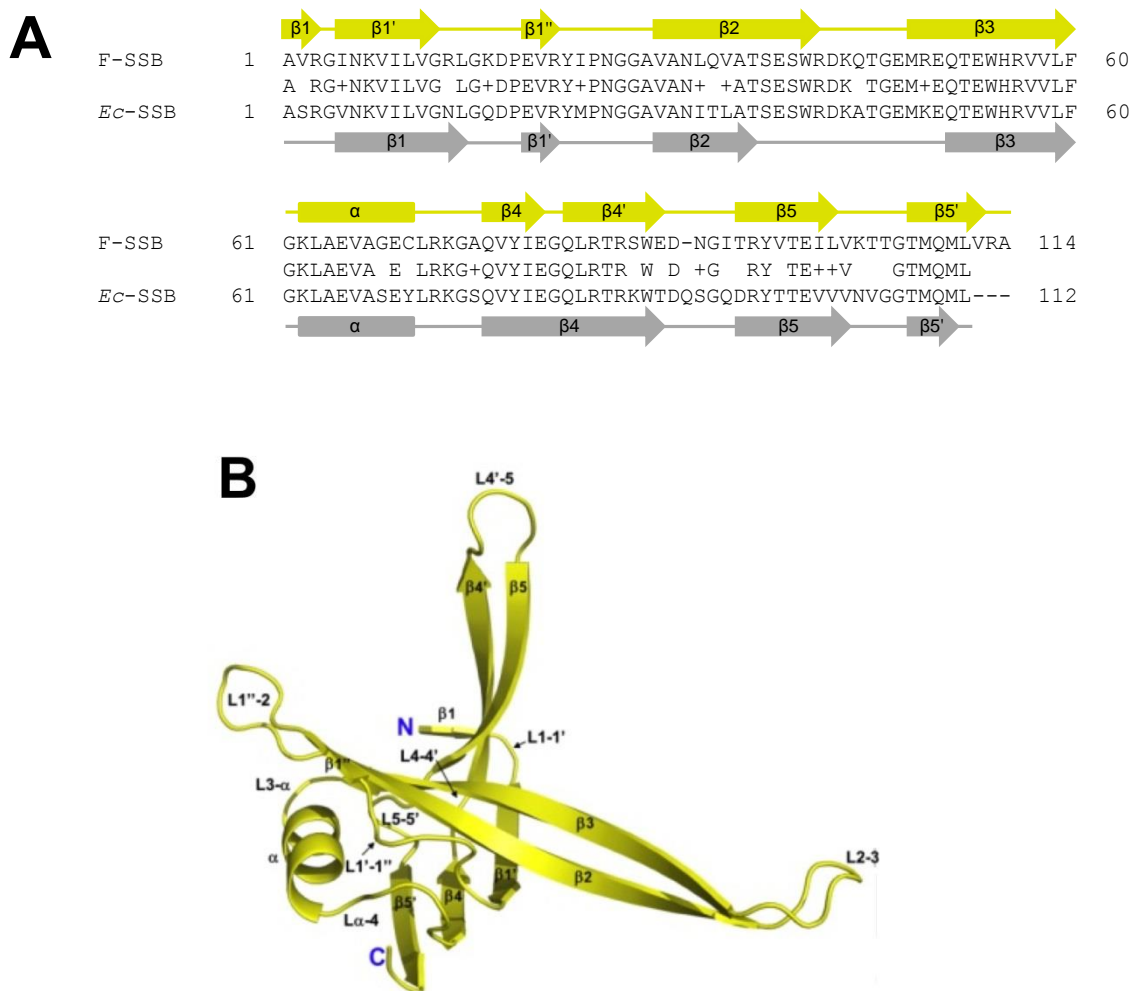 A
β1 β1' β1" β2 β3
F-SSB 1 AVRGINKVILVGRLGKDPEVRYIPNGGAVANLQVATSESWRDKQTGEMREQTEWHRVVLF 60
A RG+NKVILVG LG+DPEVRY+PNGGAVAN+ +ATSESWRDK TGEM+EQTEWHRVVLF
Ec-SSB 1 ASRGVNKVILVGNLGQDPEVRYMPNGGAVANITLATSESWRDKATGEMKEQTEWHRVVLF 60
β1 β1' β2 β3
α β4 β4' β5 β5'
F-SSB 61 GKLAEVAGECLRKGAQVYIEGQLRTRSWED-NGITRYVTEILVKTTGTMQMLVRA 114
GKLAEVA E LRKG+QVYIEGQLRTR W D +G RY TE++V GTMQML
Ec-SSB 61 GKLAEVASEYLRKGSQVYIEGQLRTRKWTDQSGQDRYTTEVVVNVGGTMQML--- 112
α β4 β5 β5'
B
L4'-5
β4' β5
L1"-2
N β1
L1-1'
L4-4'
β1"
L3-α
L5-5'
β3
α
L1'-1"
β2
L2-3
β5' β4 β1'
Lα-4
C